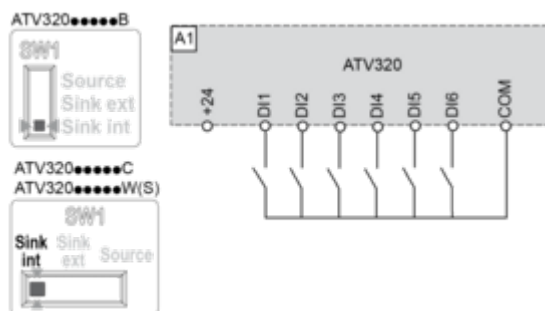 ATV320●●●●●B
SW1
Source
Sink ext
Sink int
ATV320●●●●●C
ATV320●●●●●W(S)
SW1
Sink int
Sink ext
Source
A1
ATV320
+24
DI1
DI2
DI3
DI4
DI5
DI6
COM